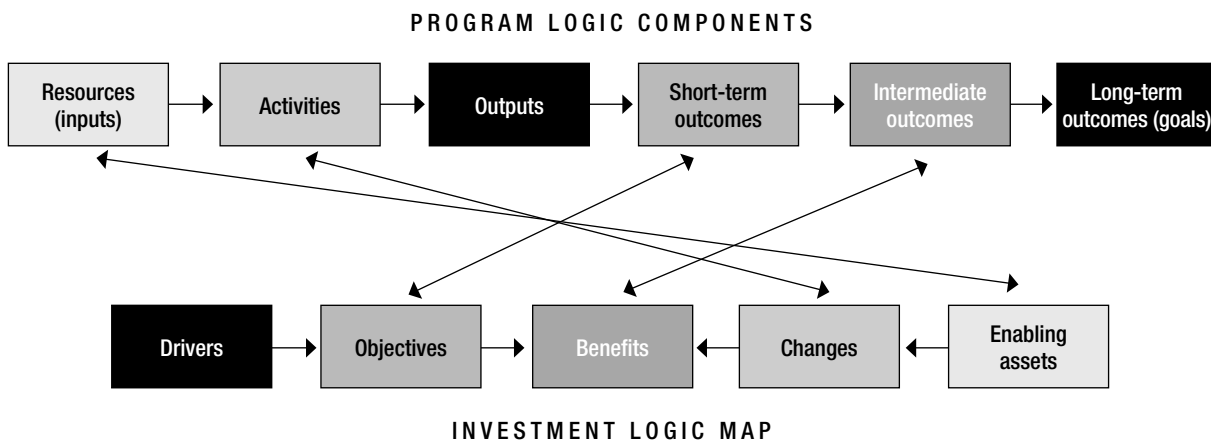 PROGRAM LOGIC COMPONENTS
Resources
(inputs)
Activities
Outputs
Short-term
outcomes
Intermediate
outcomes
Long-term
outcomes (goals)
Drivers
Objectives
Benefits
Changes
Enabling
assets
INVESTMENT LOGIC MAP